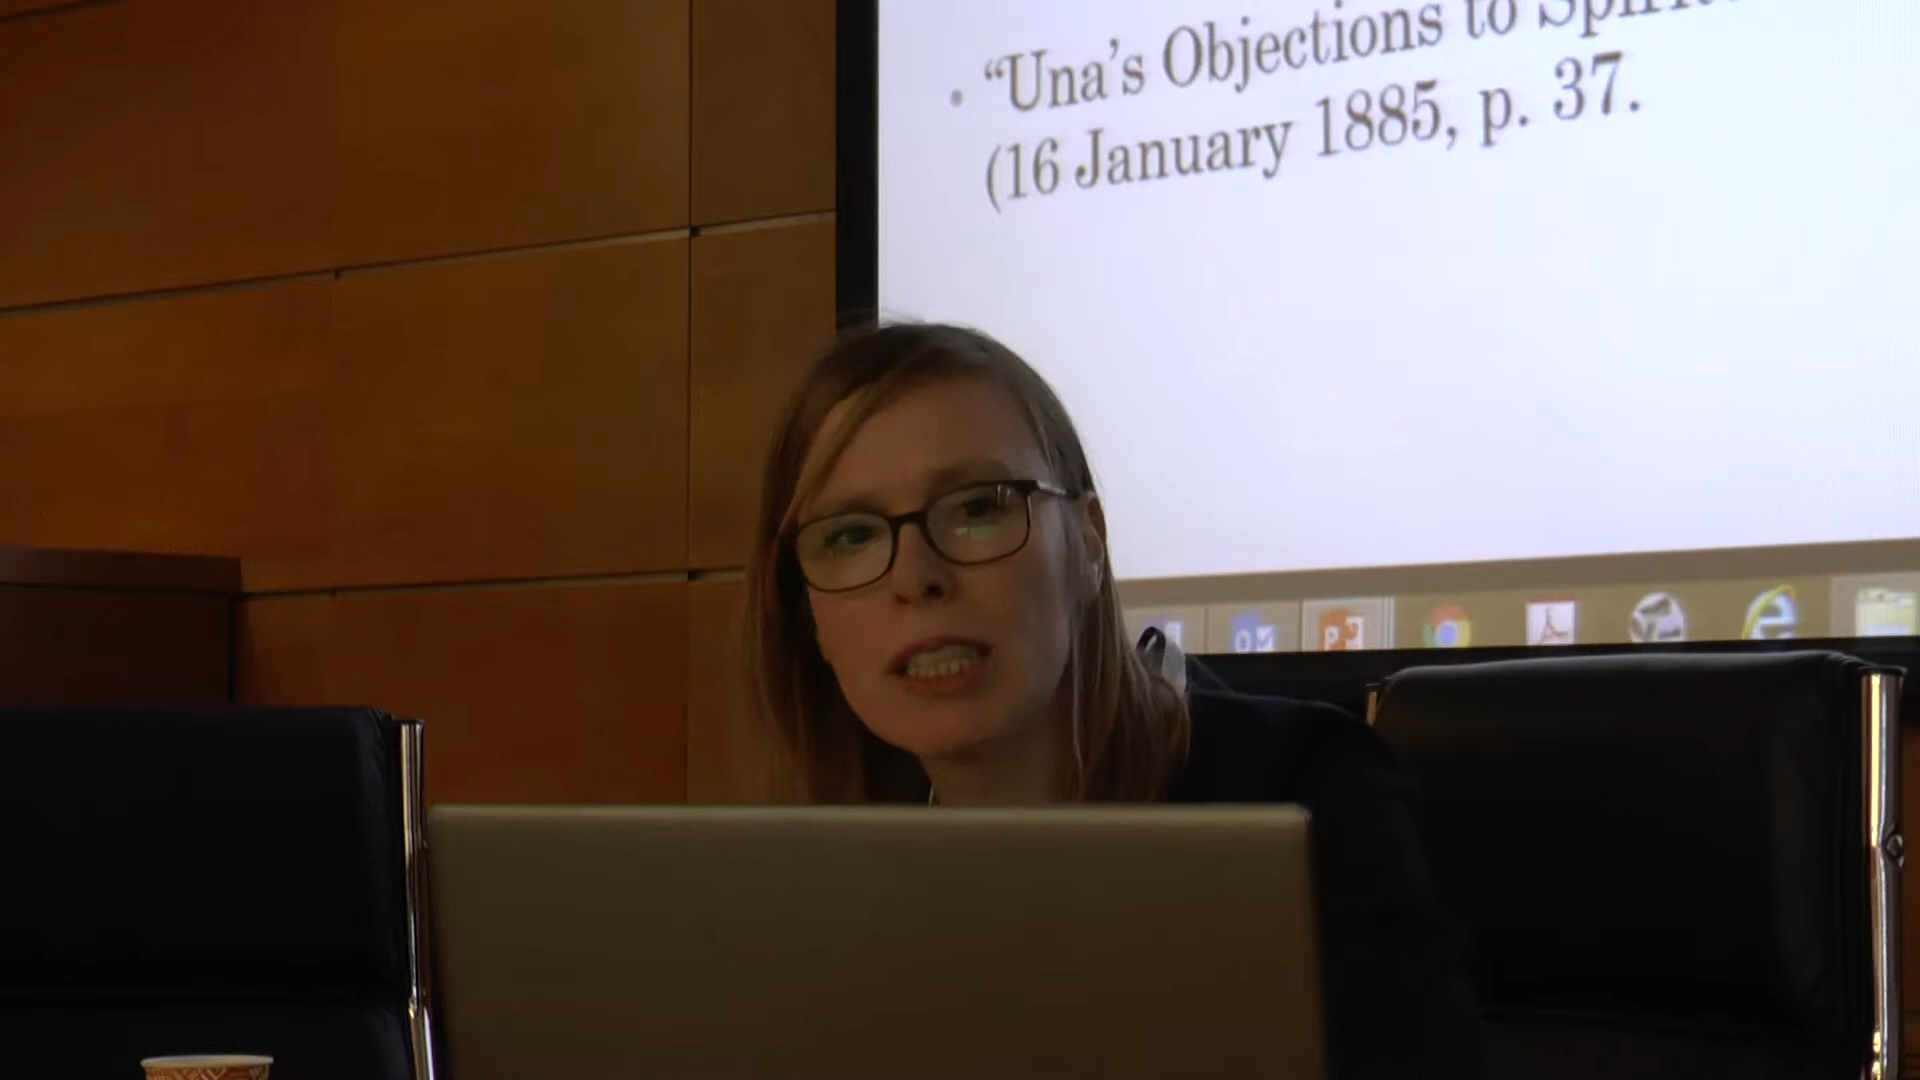 • “Una’s Objections to
(16 January 1885, p. 37.